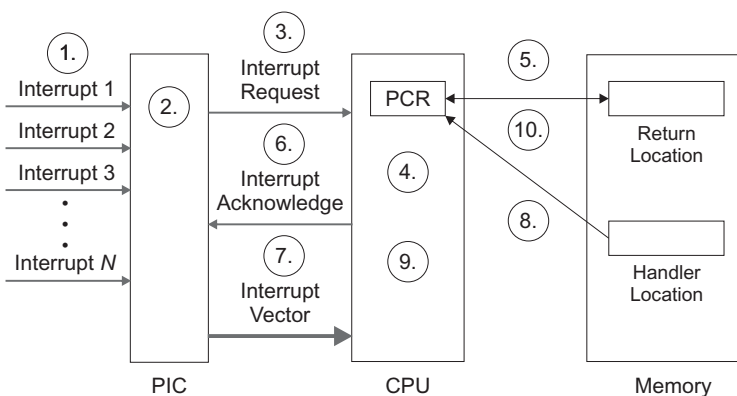 1.
Interrupt 1
Interrupt 2
Interrupt 3
Interrupt N
2.
PIC
3.
Interrupt
Request
6.
Interrupt
Acknowledge
7.
Interrupt
Vector
PCR
4.
9.
CPU
5.
10.
8.
Return
Location
Handler
Location
Memory